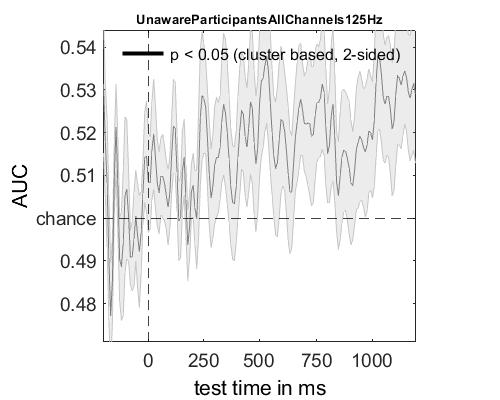 UnawareParticipantsAllChannels125Hz
p < 0.05 (cluster based, 2-sided)
0.54
0.53
0.52
0.51
chance
0.49
0.48
AUC
0 250 500 750 1000
test time in ms